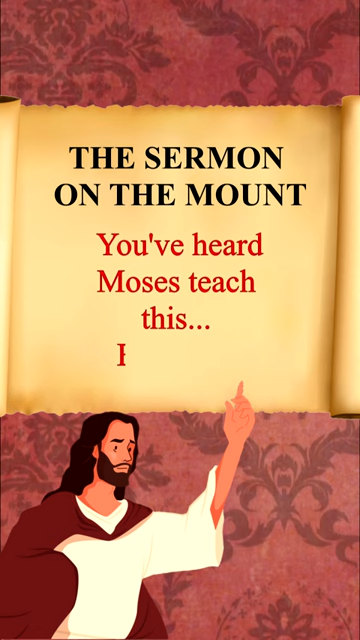 THE SERMON
ON THE MOUNT
You've heard
Moses teach
this...